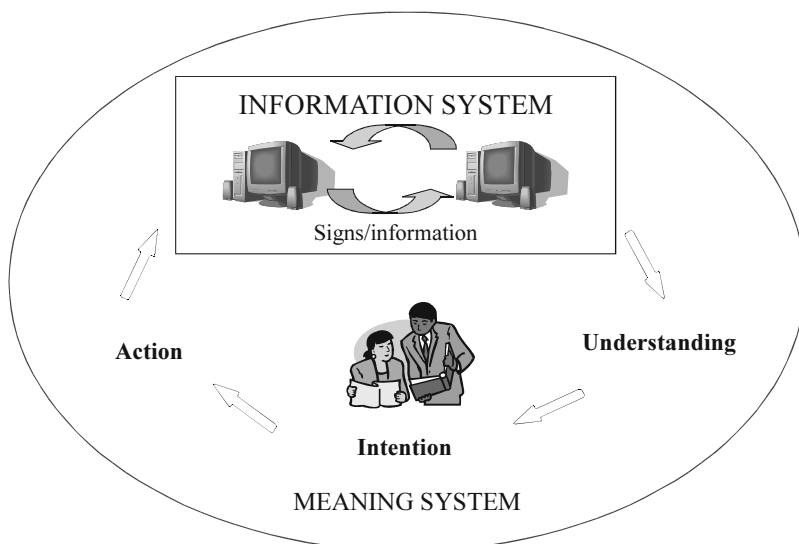 INFORMATION SYSTEM
Signs/information
Action
Understanding
Intention
MEANING SYSTEM